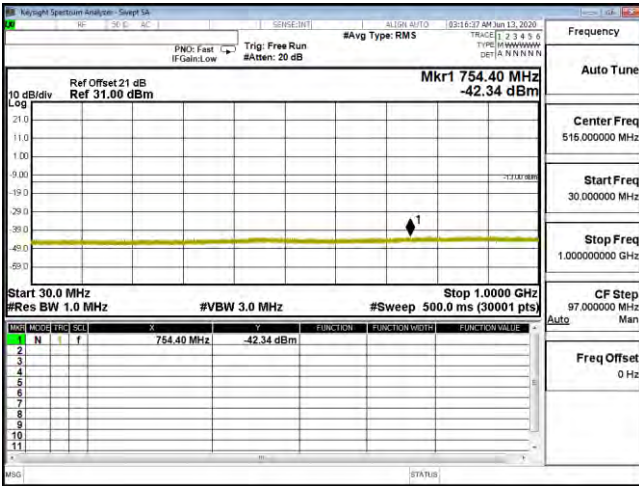 Keysight Spectrum Analyzer - Swept SA
RF 50 Ω AC SENSE:INT ALIGN AUTO 03:16:37 AM Jun 13, 2020
#Avg Type: RMS
TRACE 1 2 3 4 5 6
PNO: Fast Trig: Free Run
TYPE M WWWWW
IFGain:Low #Atten: 20 dB
DET A N N N N N
Ref Offset 21 dB
10 dB/div Ref 31.00 dBm
Mkr1 754.40 MHz
-42.34 dBm
Log
21.0
11.0
1.00
-9.00
-13.00 dBm
-19.0
-29.0
-39.0
1
-49.0
-59.0
Start 30.0 MHz Stop 1.0000 GHz
#Res BW 1.0 MHz #VBW 3.0 MHz #Sweep 500.0 ms (30001 pts)
MKR MODE TRC SCL X Y FUNCTION FUNCTION WIDTH FUNCTION VALUE
1 N 1 f 754.40 MHz -42.34 dBm
2
3
4
5
6
7
8
9
10
11
MSG STATUS
Frequency
Auto Tune
Center Freq
515.000000 MHz
Start Freq
30.000000 MHz
Stop Freq
1.000000000 GHz
CF Step
97.000000 MHz
Auto Man
Freq Offset
0 Hz